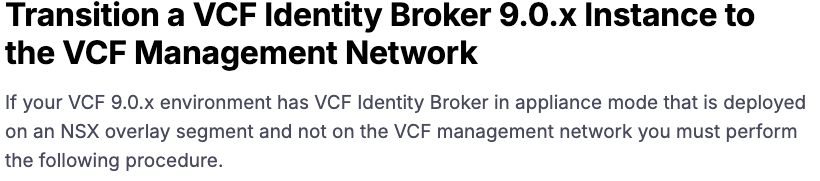 Transition a VCF Identity Broker 9.0.x Instance to
the VCF Management Network
If your VCF 9.0.x environment has VCF Identity Broker in appliance mode that is deployed
on an NSX overlay segment and not on the VCF management network you must perform
the following procedure.